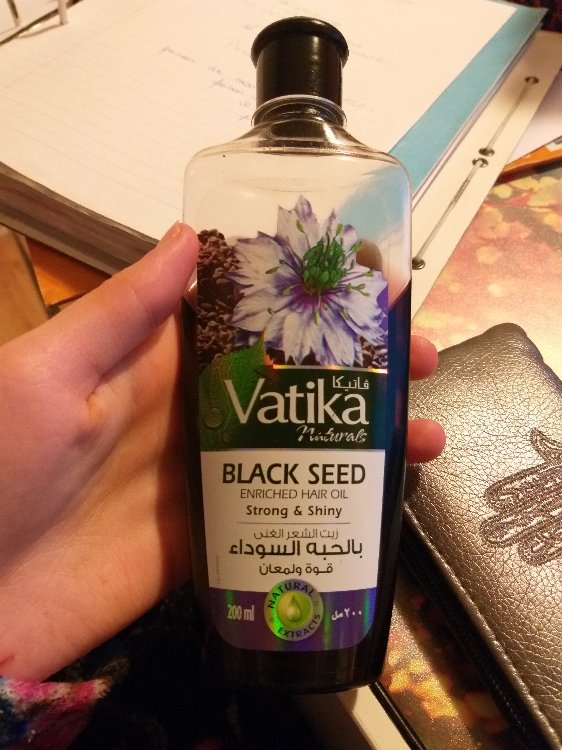 فاتيكا
Vatika
Naturals
BLACK SEED
ENRICHED HAIR OIL
Strong & Shiny
زيت الشعر الغني
بالحبه السوداء
قوة ولمعان
NATURAL
EXTRACTS
200 ml
٢٠٠ مل